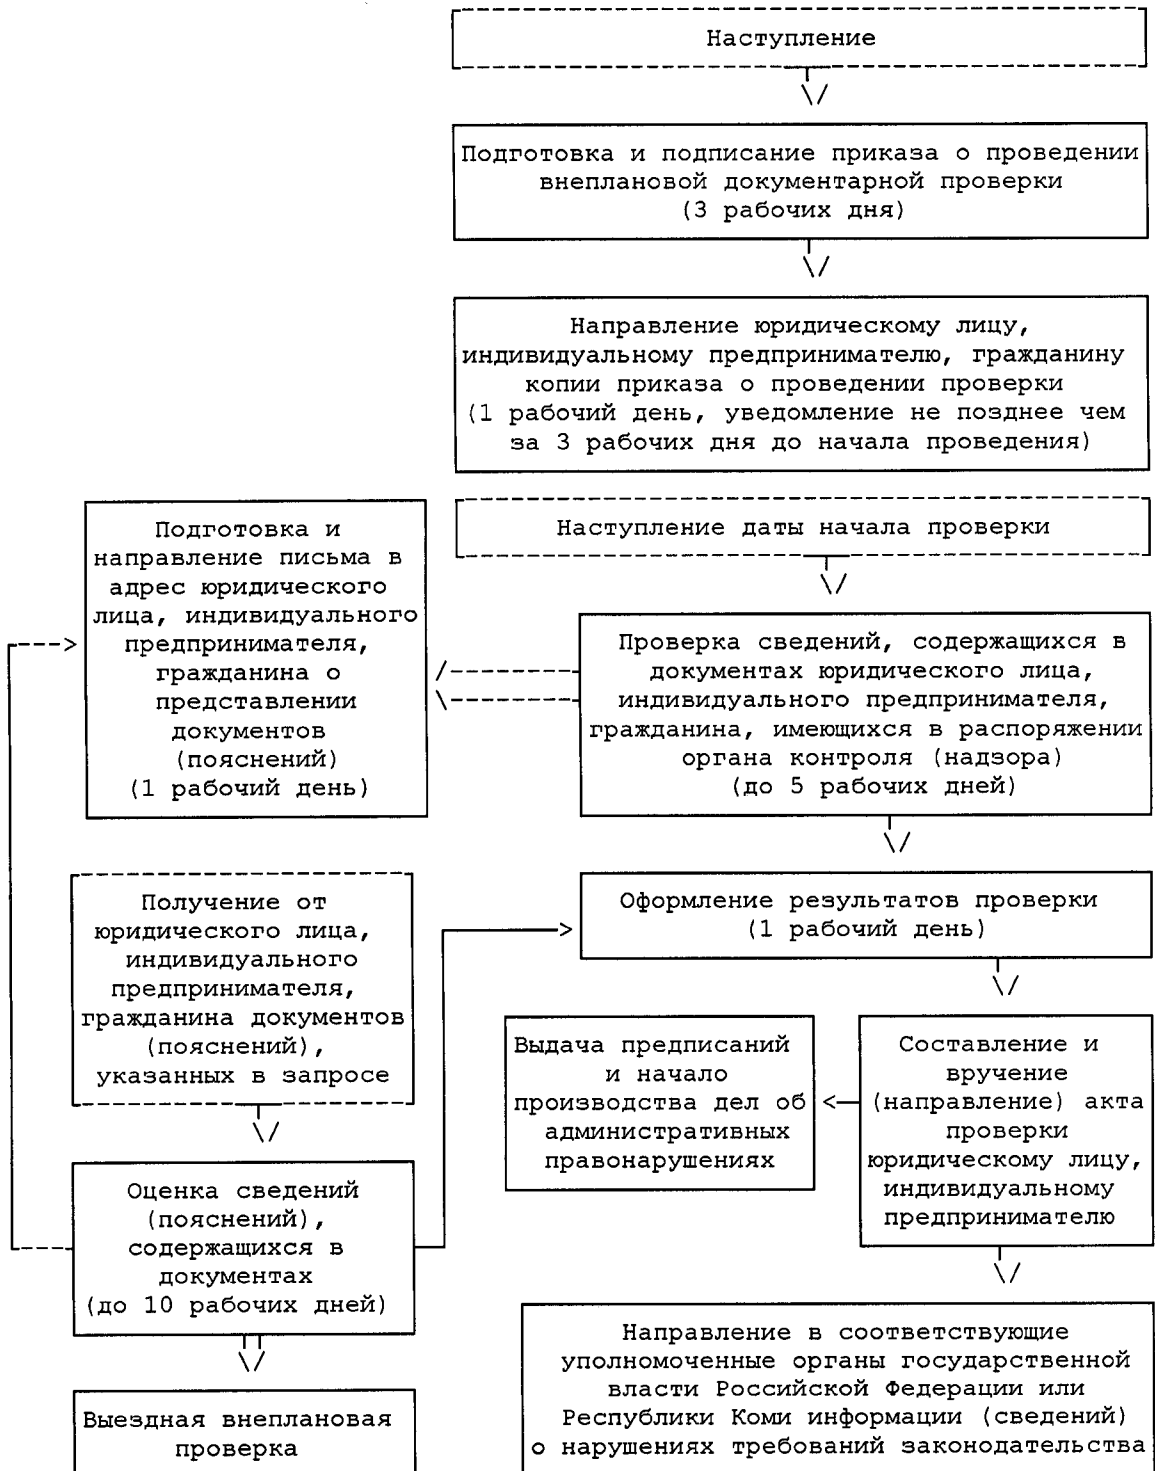 Наступление
Подготовка и подписание приказа о проведении
внеплановой документарной проверки
(3 рабочих дня)
Направление юридическому лицу,
индивидуальному предпринимателю, гражданину
копии приказа о проведении проверки
(1 рабочий день, уведомление не позднее чем
за 3 рабочих дня до начала проведения)
Наступление даты начала проверки
Подготовка и
направление письма в
адрес юридического
лица, индивидуального
предпринимателя,
гражданина о
представлении
документов
(пояснений)
(1 рабочий день)
Проверка сведений, содержащихся в
документах юридического лица,
индивидуального предпринимателя,
гражданина, имеющихся в распоряжении
органа контроля (надзора)
(до 5 рабочих дней)
Получение от
юридического лица,
индивидуального
предпринимателя,
гражданина документов
(пояснений),
указанных в запросе
Оформление результатов проверки
(1 рабочий день)
Выдача предписаний
и начало
производства дел об
административных
правонарушениях
Составление и
вручение
(направление) акта
проверки
юридическому лицу,
индивидуальному
предпринимателю
Оценка сведений
(пояснений),
содержащихся в
документах
(до 10 рабочих дней)
Выездная внеплановая
проверка
Направление в соответствующие
уполномоченные органы государственной
власти Российской Федерации или
Республики Коми информации (сведений)
о нарушениях требований законодательства